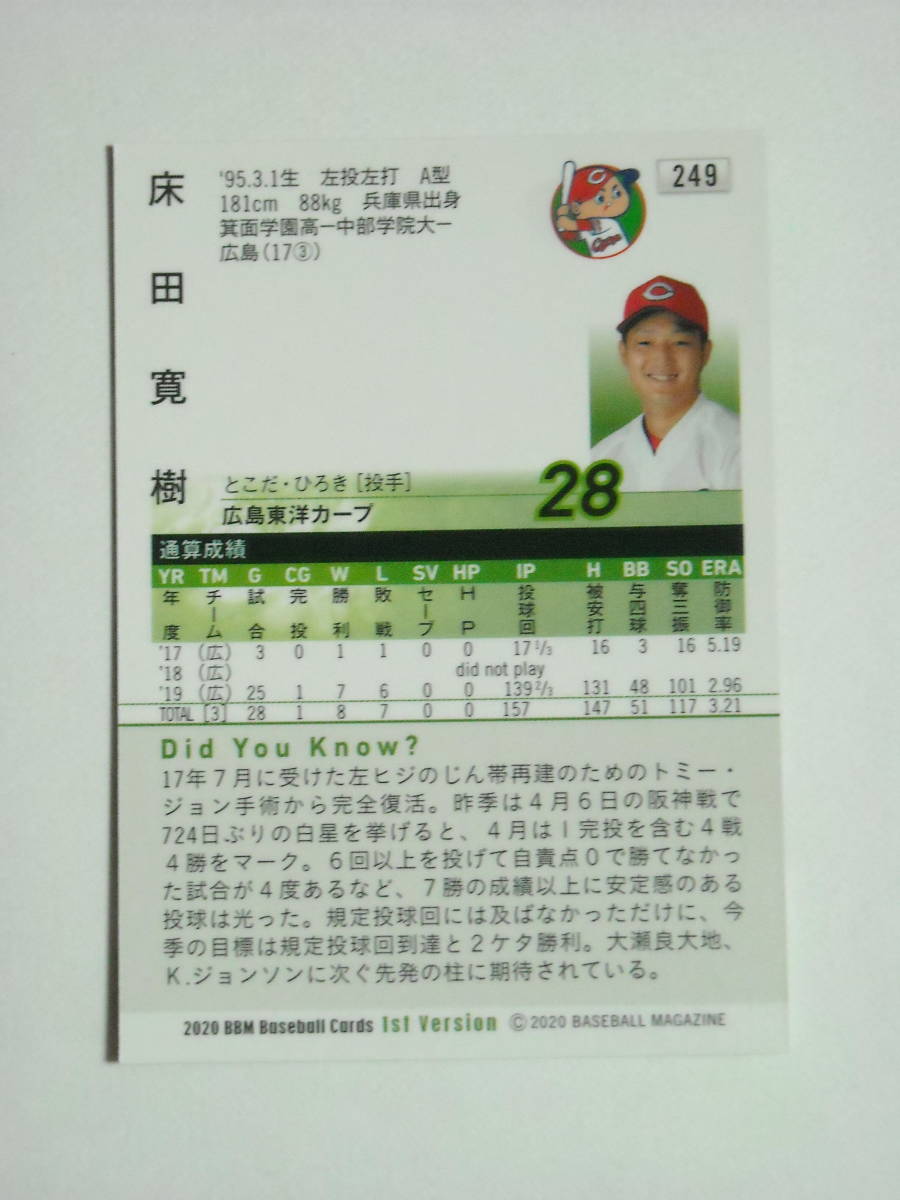 249
'95.3.1生 左投左打 A型
181cm 88kg 兵庫県出身
箕面学園高ー中部学院大ー
広島(17③)
床田寛樹
とこだ・ひろき [投手]
広島東洋カープ
28
通算成績
YR TM G CG W L SV HP IP H BB SO ERA
年度 チーム 試合 完投 勝利 敗戦 セーブ HP 投球回 被安打 与四球 奪三振 防御率
'17 (広) 3 0 1 1 0 0 17 1/3 16 3 16 5.19
'18 (広) did not play
'19 (広) 25 1 7 6 0 0 139 2/3 131 48 101 2.96
TOTAL [3] 28 1 8 7 0 0 157 147 51 117 3.21
Did You Know?
17年7月に受けた左ヒジのじん帯再建のためのトミー・
ジョン手術から完全復活。昨季は4月6日の阪神戦で
724日ぶりの白星を挙げると、4月は1完投を含む4戦
4勝をマーク。6回以上を投げて自責点0で勝てなかっ
た試合が4度あるなど、7勝の成績以上に安定感のある
投球は光った。規定投球回には及ばなかっただけに、今
季の目標は規定投球回到達と2ケタ勝利。大瀬良大地、
K.ジョンソンに次ぐ先発の柱に期待されている。
2020 BBM Baseball Cards 1st Version © 2020 BASEBALL MAGAZINE